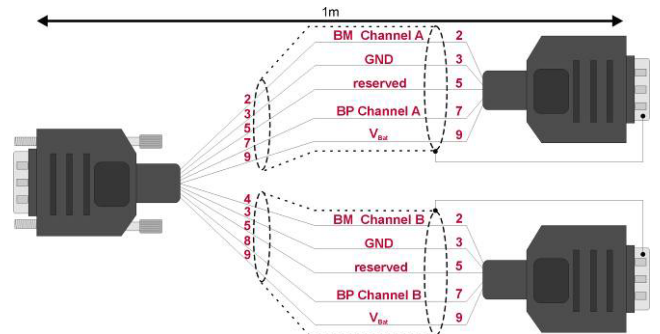 1m
BM Channel A 2
GND 3
2
reserved 5
3
5
BP Channel A 7
7
VBat 9
9
4
3
BM Channel B 2
5
GND 3
8
9
reserved 5
BP Channel B 7
VBat 9